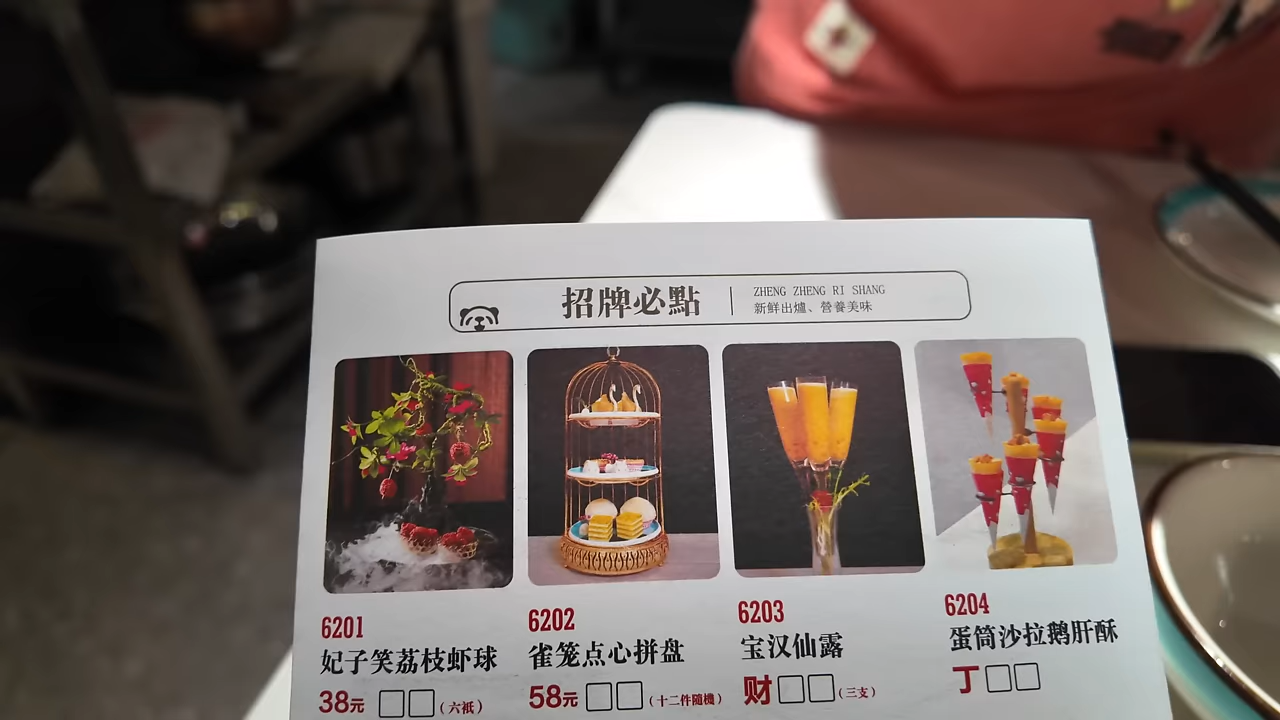 招牌必點
ZHENG ZHENG RI SHANG
新鮮出爐、營養美味
6201
妃子笑荔枝虾球
38元 □□(六衹)
6202
雀笼点心拼盘
58元 □□(十二件隨機)
6203
宝汉仙露
财 □□(三支)
6204
蛋筒沙拉鹅肝酥
丁 □□